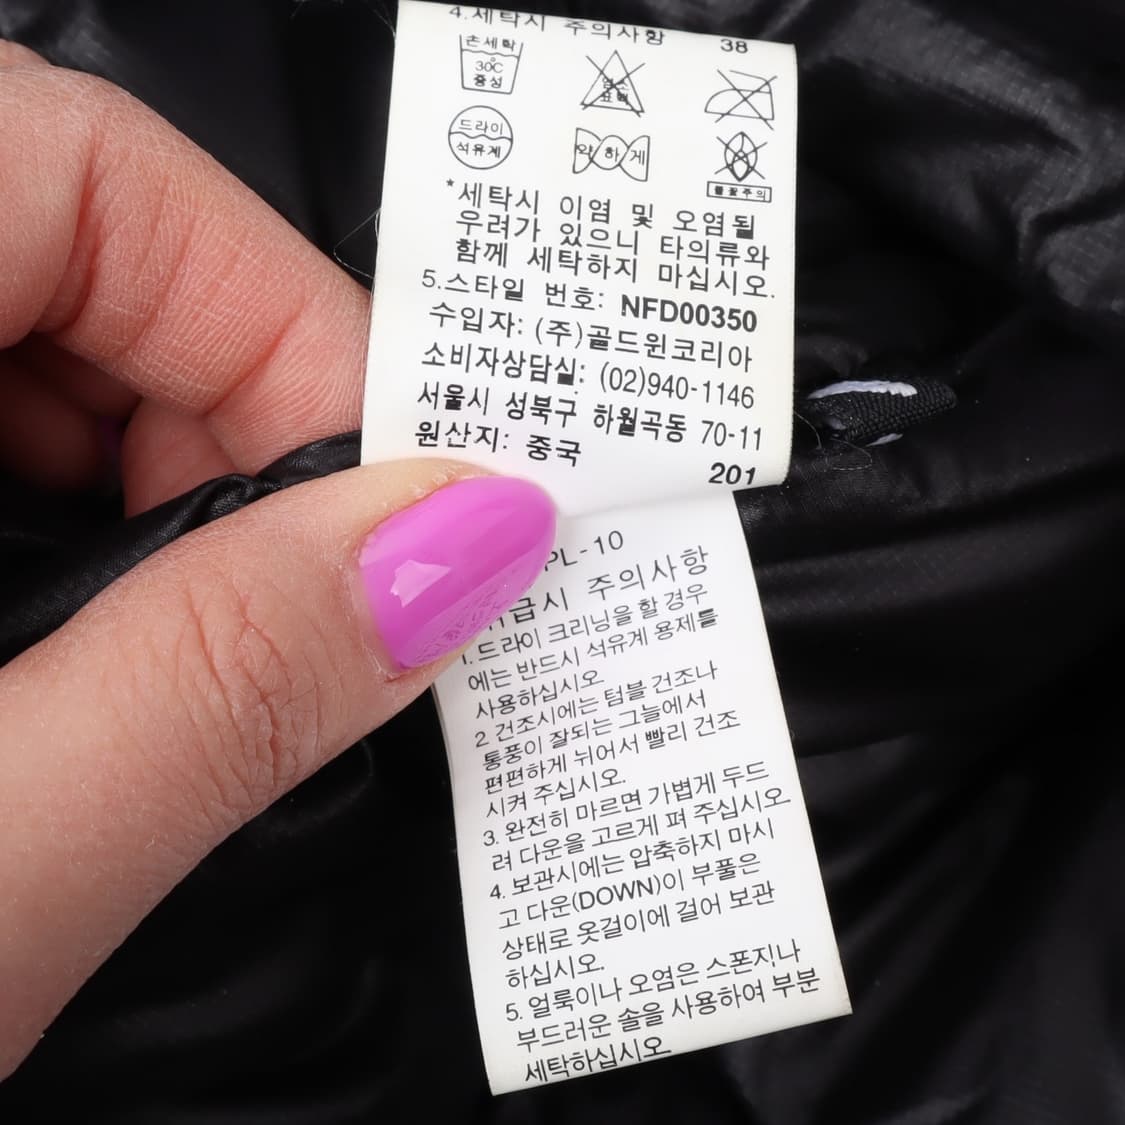 4.세탁시 주의사항 38
손세탁
30℃
중성
염소
표백
드라이
석유계
약하게
불꽃주의
*세탁시 이염 및 오염될
우려가 있으니 타의류와
함께 세탁하지 마십시오.
5.스타일 번호: NFD00350
수입자: (주)골드윈코리아
소비자상담실: (02)940-1146
서울시 성북구 하월곡동 70-11
원산지: 중국
201
PL-10
취급시 주의사항
1. 드라이 크리닝을 할 경우
에는 반드시 석유계 용제를
사용하십시오.
2 건조시에는 텀블 건조나
통풍이 잘되는 그늘에서
편편하게 뉘어서 빨리 건조
시켜 주십시오.
3. 완전히 마르면 가볍게 두드
려 다운을 고르게 펴 주십시오
4. 보관시에는 압축하지 마시
고 다운(DOWN)이 부풀은
상태로 옷걸이에 걸어 보관
하십시오.
5. 얼룩이나 오염은 스폰지나
부드러운 솔을 사용하여 부분
세탁하십시오.